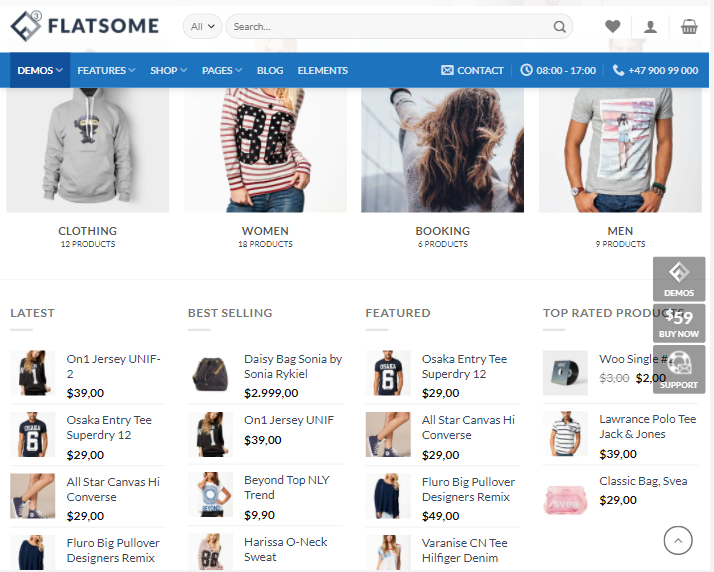 FLATSOME
3
All
Search...
DEMOS
FEATURES
SHOP
PAGES
BLOG
ELEMENTS
CONTACT
08:00 - 17:00
+47 900 99 000
86
CLOTHING
12 PRODUCTS
WOMEN
18 PRODUCTS
BOOKING
6 PRODUCTS
MEN
9 PRODUCTS
DEMOS
$59
BUY NOW
SUPPORT
LATEST
On1 Jersey UNIF-
2
$39,00
Osaka Entry Tee
Superdry 12
$29,00
All Star Canvas Hi
Converse
$29,00
Fluro Big Pullover
Designers Remix
BEST SELLING
Daisy Bag Sonia by
Sonia Rykiel
$2.999,00
On1 Jersey UNIF
$39,00
Beyond Top NLY
Trend
$9,90
Harissa O-Neck
Sweat
FEATURED
OSAKA
6
Osaka Entry Tee
Superdry 12
$29,00
All Star Canvas Hi
Converse
$29,00
Fluro Big Pullover
Designers Remix
$49,00
Varanise CN Tee
Hilfiger Denim
TOP RATED PRODUCTS
Woo Single #
$3,00 $2,00
Lawrance Polo Tee
Jack & Jones
$39,00
Classic Bag, Svea
$29,00